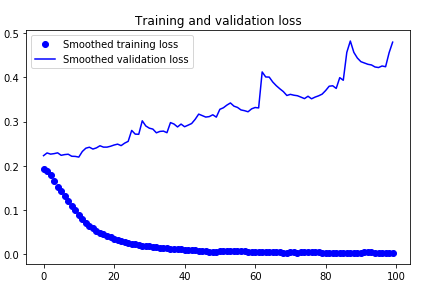 Training and validation loss
0.5
0.4
0.3
0.2
0.1
0.0
Smoothed training loss
Smoothed validation loss
0 20 40 60 80 100